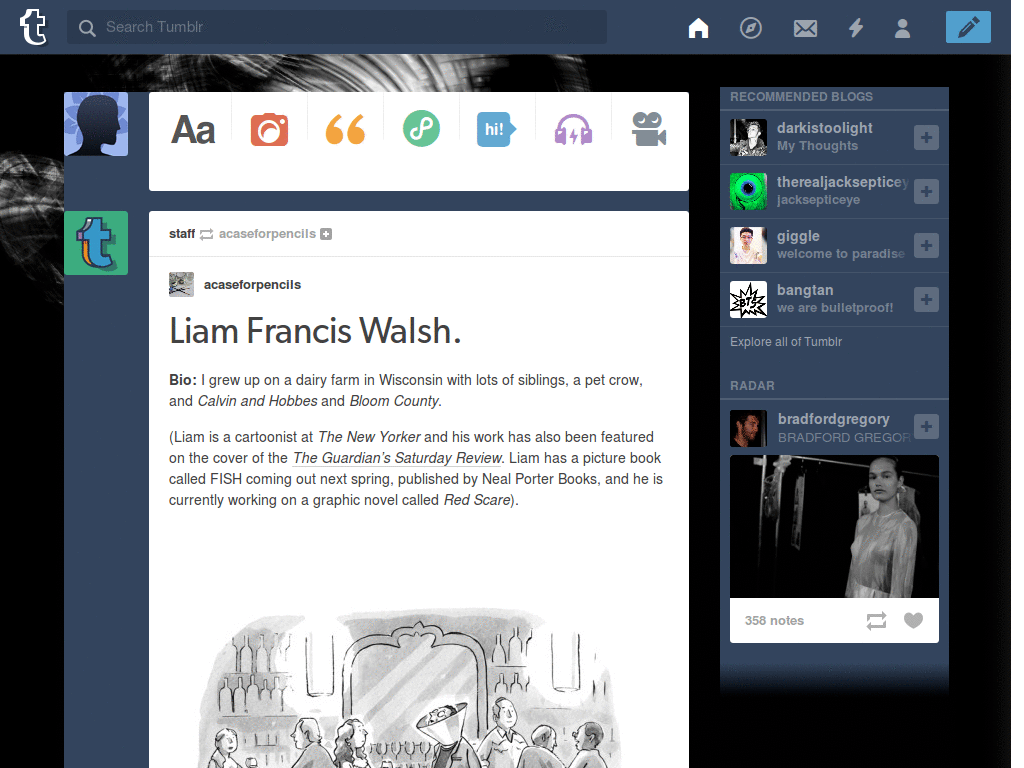 t Search Tumblr
Aa
hi!
staff acaseforpencils
acaseforpencils
Liam Francis Walsh.
Bio: I grew up on a dairy farm in Wisconsin with lots of siblings, a pet crow,
and Calvin and Hobbes and Bloom County.
(Liam is a cartoonist at The New Yorker and his work has also been featured
on the cover of the The Guardian’s Saturday Review. Liam has a picture book
called FISH coming out next spring, published by Neal Porter Books, and he is
currently working on a graphic novel called Red Scare).
RECOMMENDED BLOGS
darkistoolight
My Thoughts
therealjacksepticey
jacksepticeye
giggle
welcome to paradise
bangtan
we are bulletproof!
BTS
Explore all of Tumblr
RADAR
bradfordgregory
BRADFORD GREGOR
358 notes